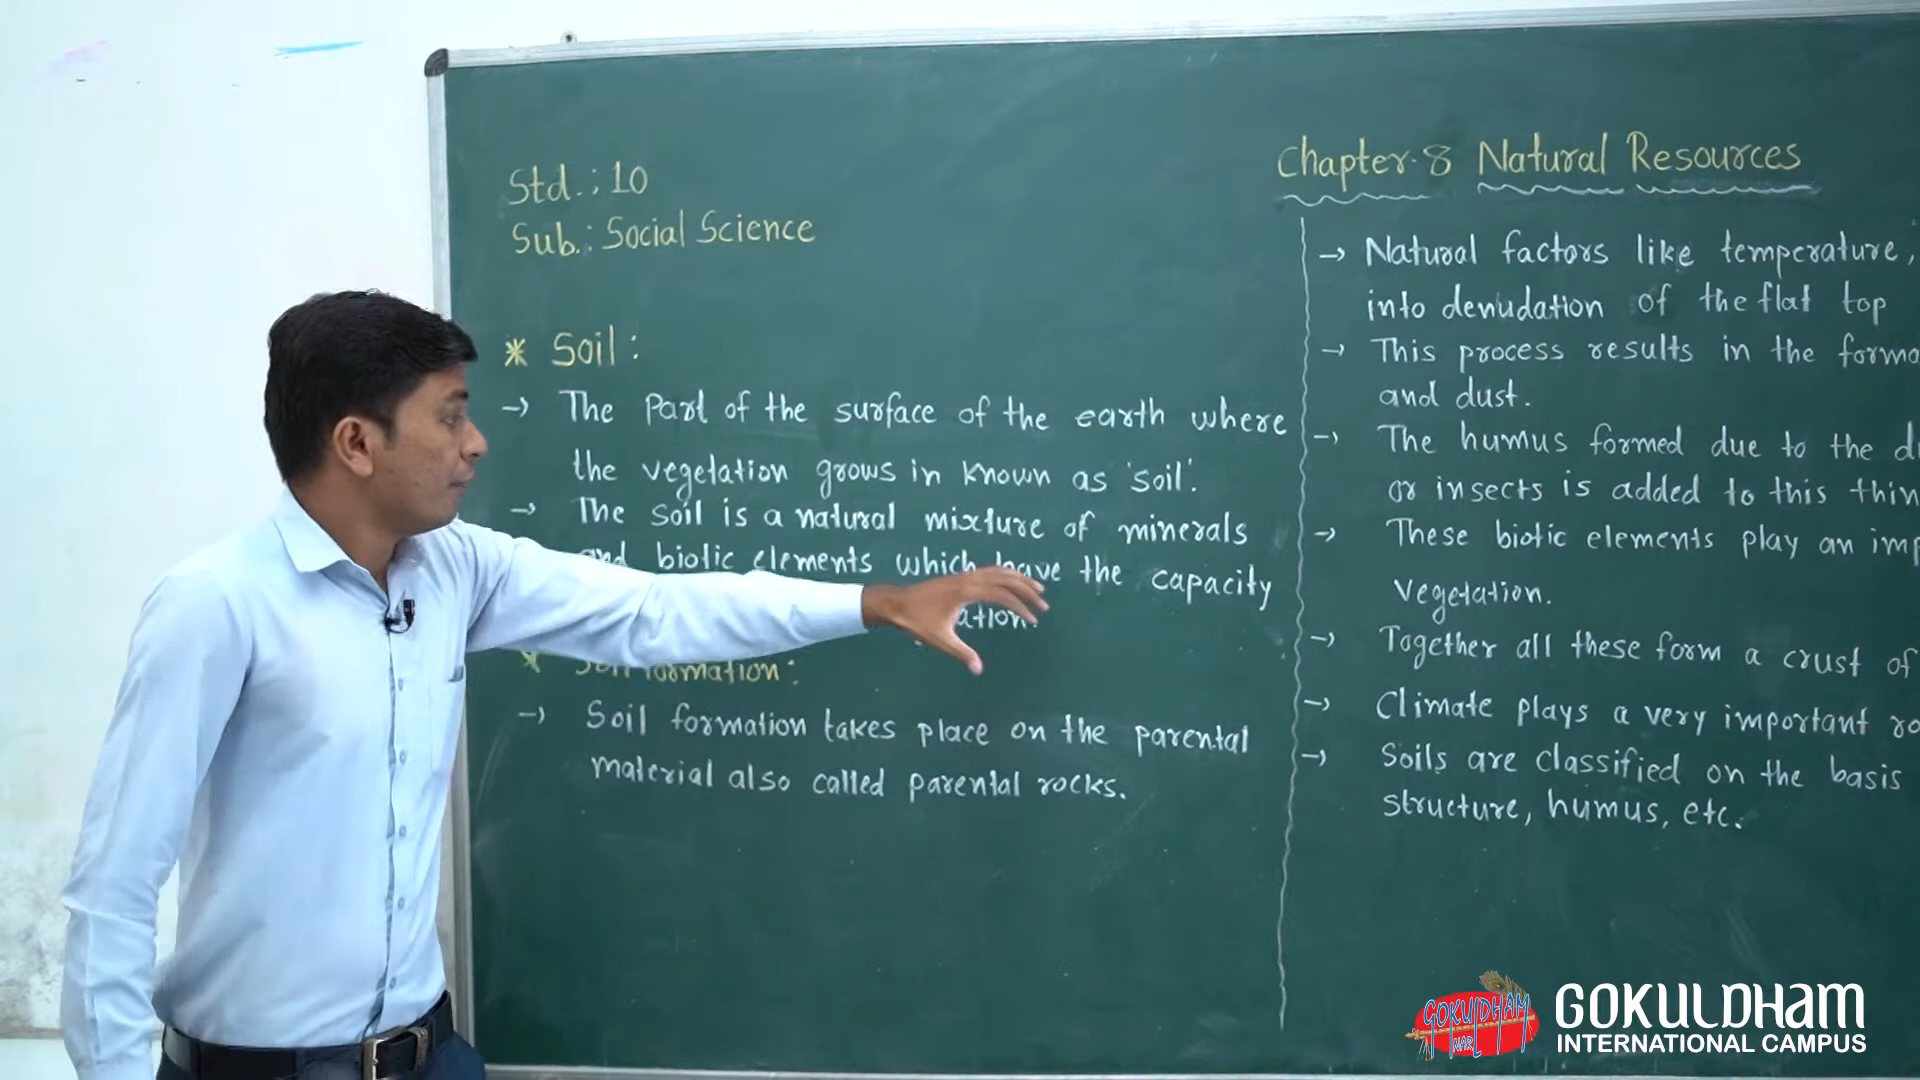 Std. : 10
Sub. : Social Science
Chapter. 8 Natural Resources
* Soil :
→ The Part of the surface of the earth where
the vegetation grows in known as 'soil'.
→ The soil is a natural mixture of minerals
and biotic elements which have the capacity
* Soil formation :
→ Soil formation takes place on the parental
material also called parental rocks.
→ Natural factors like temperature,
into denudation of the flat top
→ This process results in the
and dust.
→ The humus formed due to the
or insects is added to this
→ These biotic elements play an
vegetation.
→ Together all these form a crust of
→ Climate plays a very important
→ Soils are classified on the basis
structure, humus, etc.
GOKULDHAM NAR
GOKULDHAM
INTERNATIONAL CAMPUS